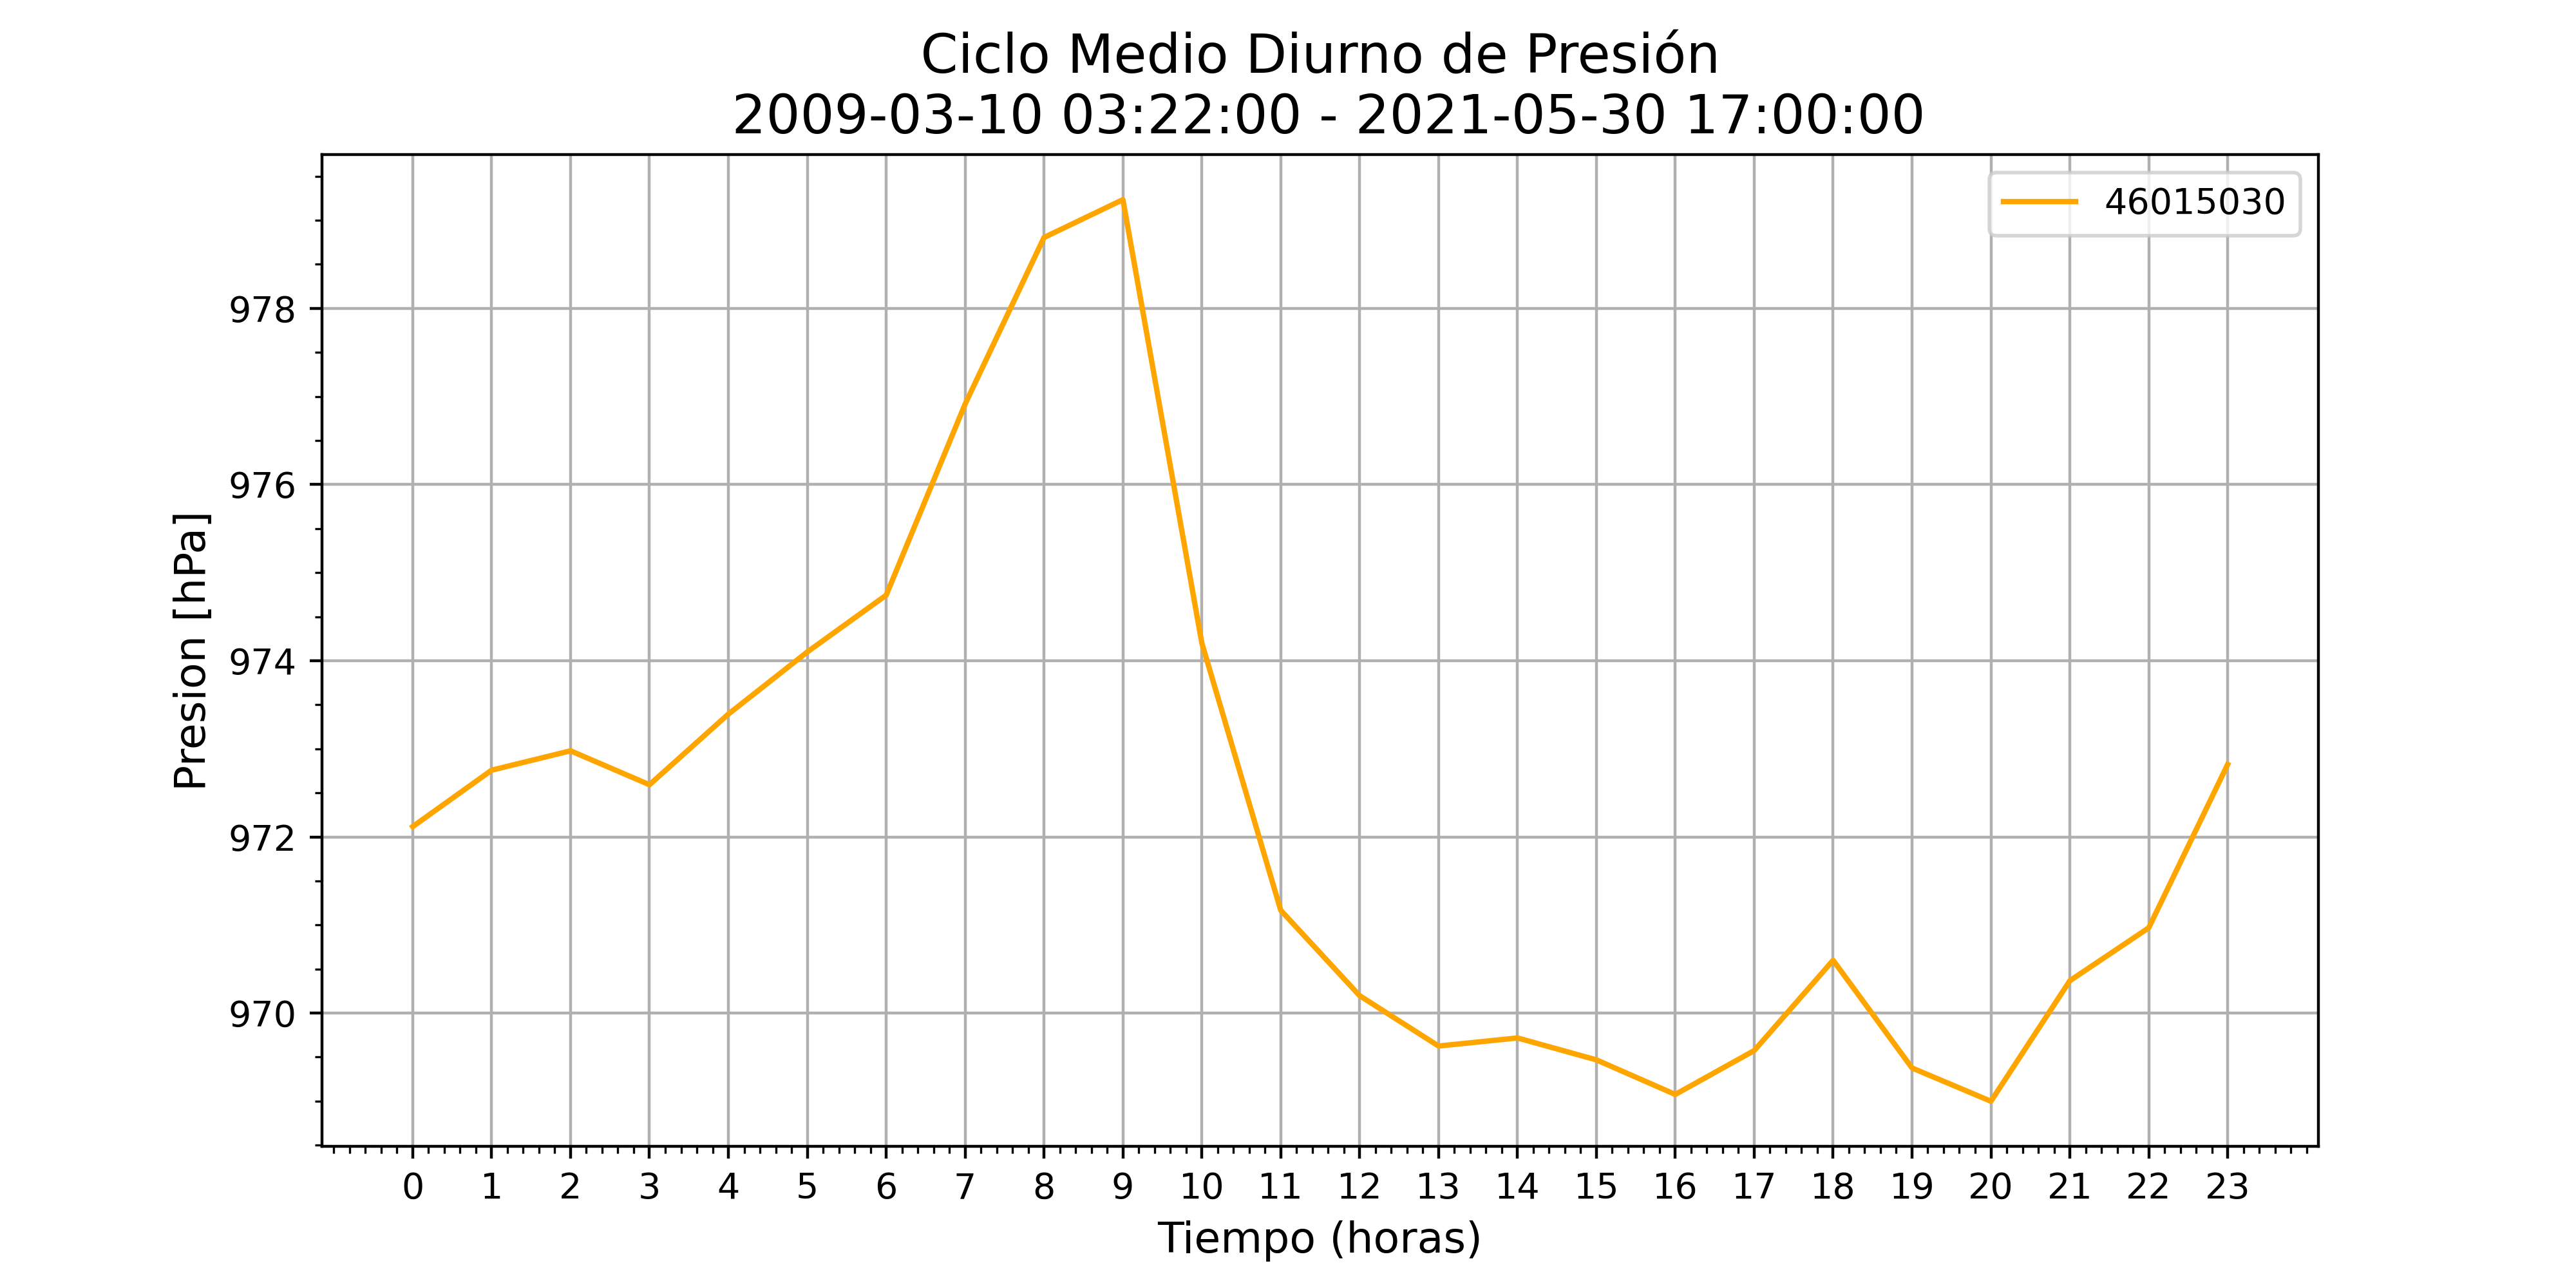 Ciclo Medio Diurno de Presión
2009-03-10 03:22:00 - 2021-05-30 17:00:00
46015030
978
976
974
972
970
Presion [hPa]
0 1 2 3 4 5 6 7 8 9 10 11 12 13 14 15 16 17 18 19 20 21 22 23
Tiempo (horas)